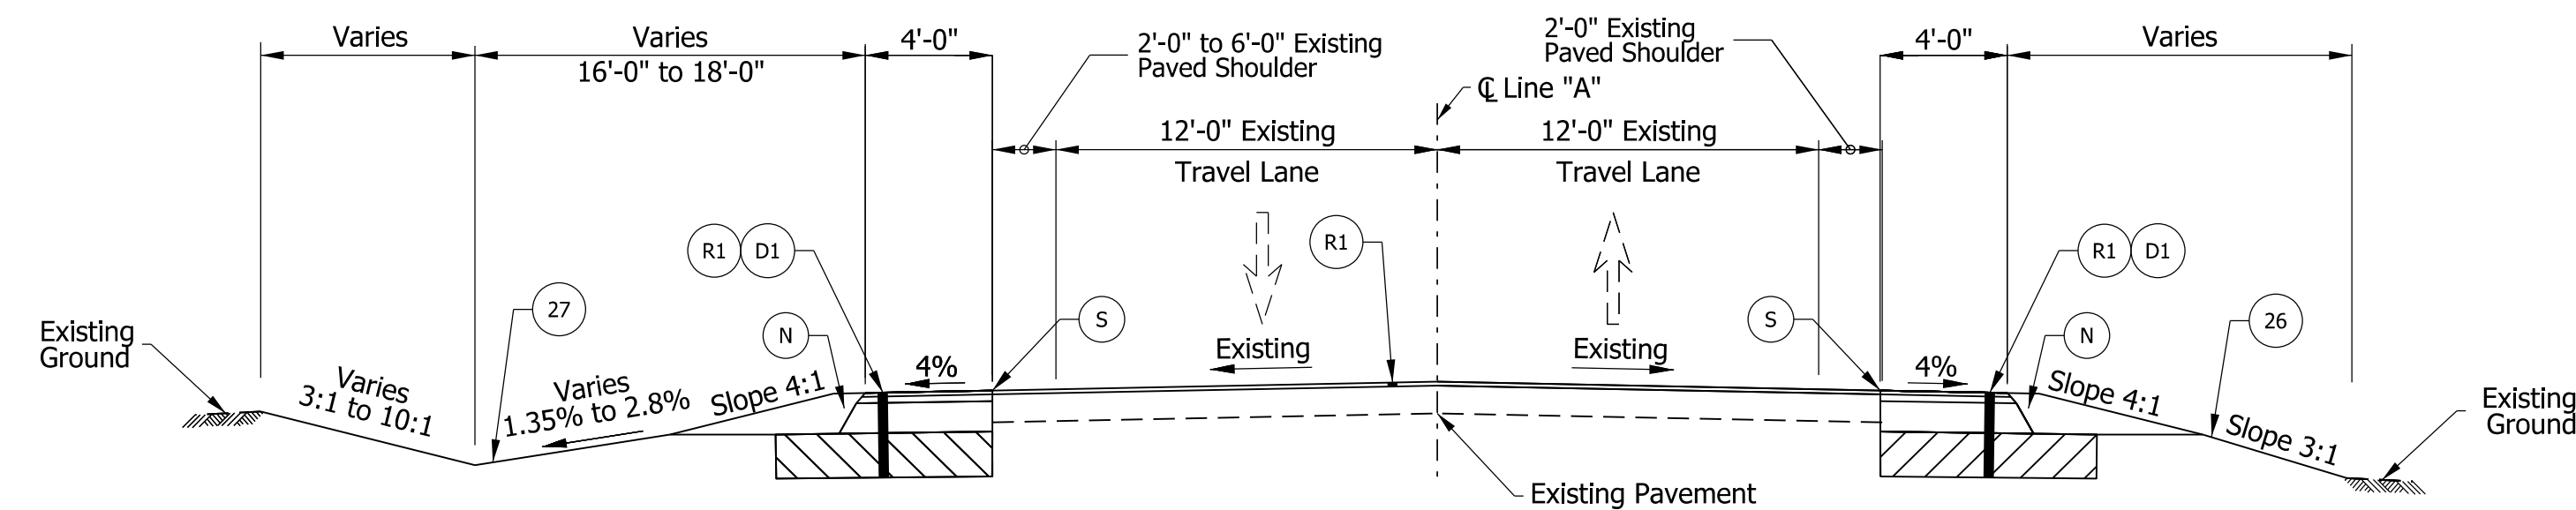 Varies
Varies
16'-0" to 18'-0"
4'-0"
2'-0" to 6'-0" Existing
Paved Shoulder
2'-0" Existing
Paved Shoulder
4'-0"
Varies
℄ Line "A"
12'-0" Existing
Travel Lane
12'-0" Existing
Travel Lane
R1
D1
R1
R1
D1
27
N
S
S
N
26
Existing
Ground
Existing
Existing
4%
4%
Varies
3:1 to 10:1
Varies
1.35% to 2.8%
Slope 4:1
Slope 4:1
Slope 3:1
Existing
Ground
Existing Pavement